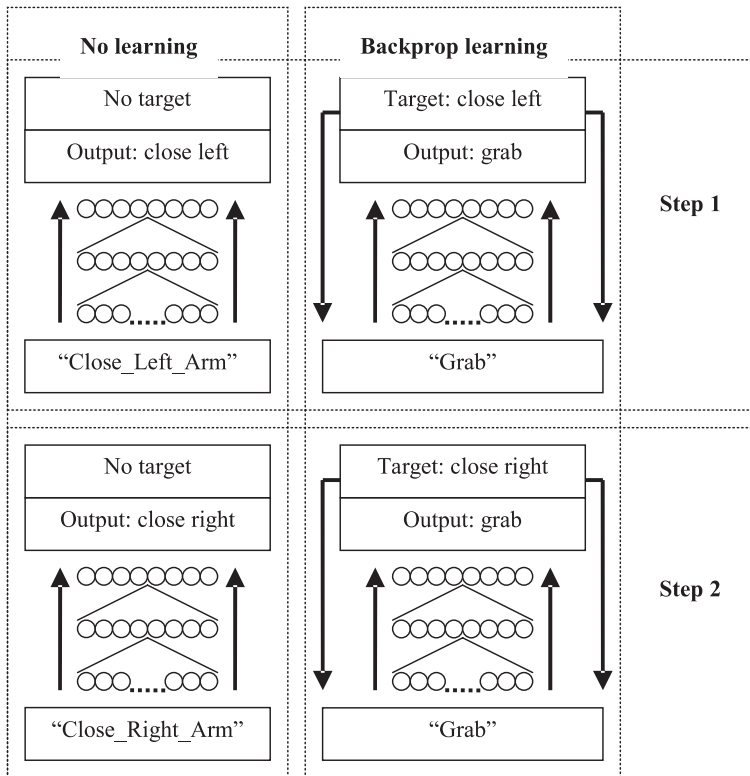 No learning
Backprop learning
No target
Output: close left
“Close_Left_Arm”
Target: close left
Output: grab
“Grab”
Step 1
No target
Output: close right
“Close_Right_Arm”
Target: close right
Output: grab
“Grab”
Step 2